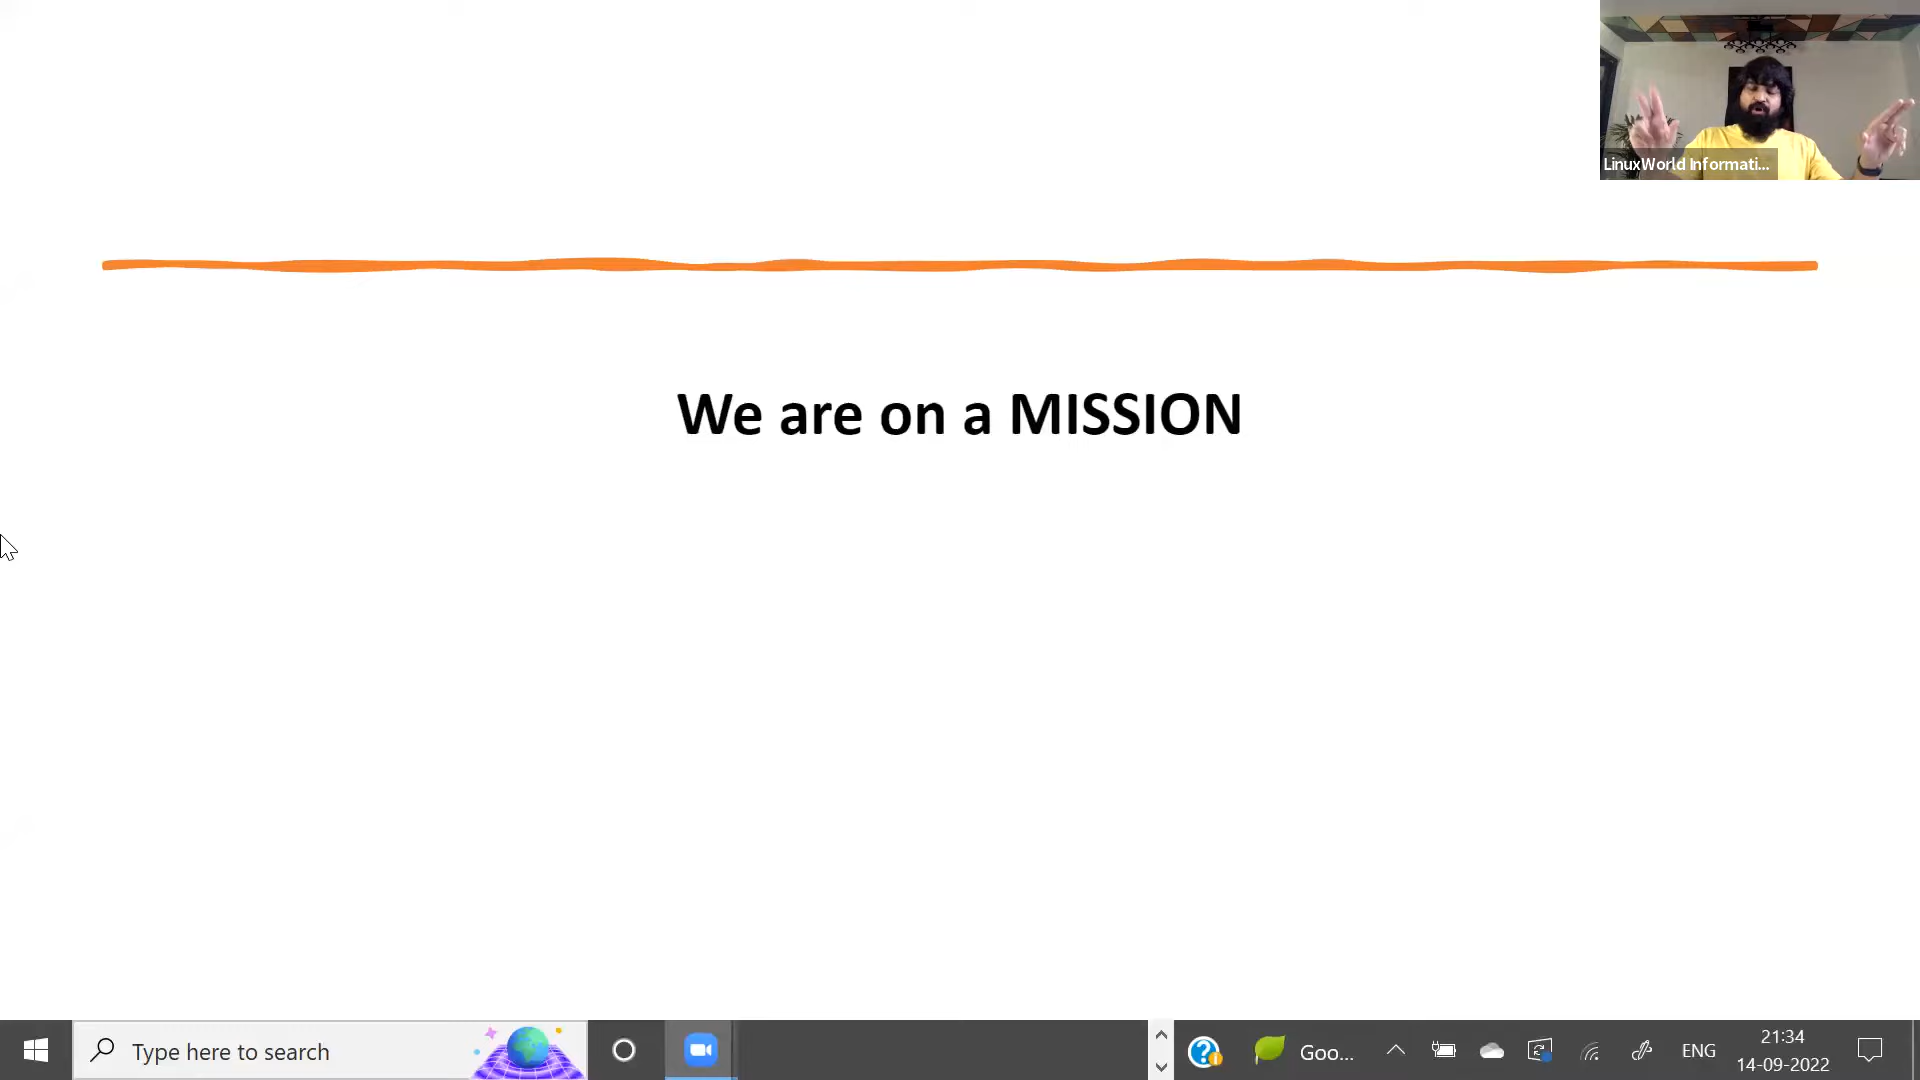 LinuxWorld Informati...
We are on a MISSION
Type here to search
Goo...
ENG
21:34
14-09-2022